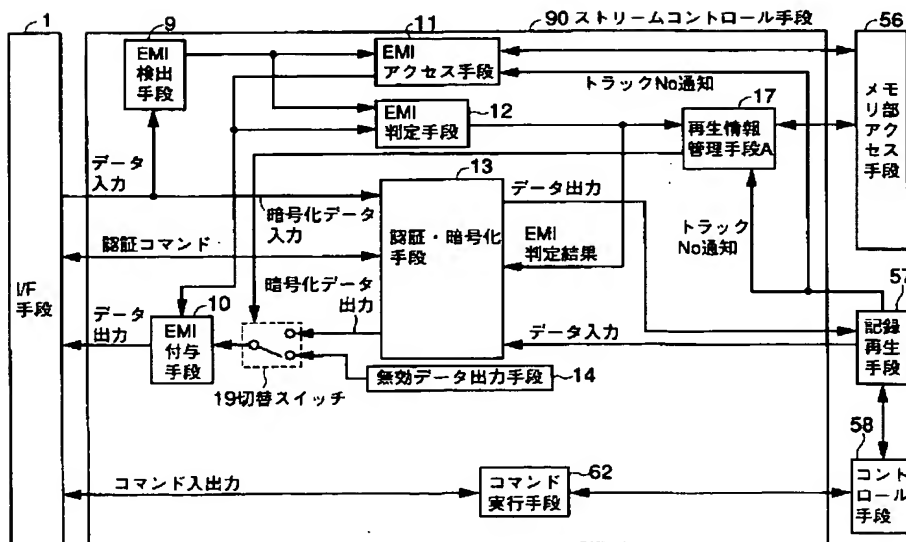 1
I/F
手段
90 ストリームコントロール手段
9
EMI
検出
手段
11
EMI
アクセス手段
トラックNo通知
56
メモリ部アクセス手段
12
EMI
判定手段
17
再生情報
管理手段A
データ
入力
暗号化データ
入力
13
認証・暗号化
手段
データ出力
EMI
判定結果
トラック
No通知
認証コマンド
暗号化データ
出力
データ
出力
10
EMI
付与
手段
19切替スイッチ
データ入力
無効データ出力手段
14
57
記録
再生
手段
コマンド入出力
62
コマンド
実行手段
58
コント
ロール
手段